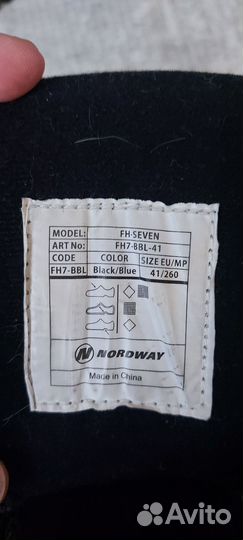 MODEL: FH-SEVEN
ART No: FH7-BBL-41
CODE COLOR SIZE EU/MP
FH7-BBL Black/Blue 41/260
NORDWAY
Made in China
Avito